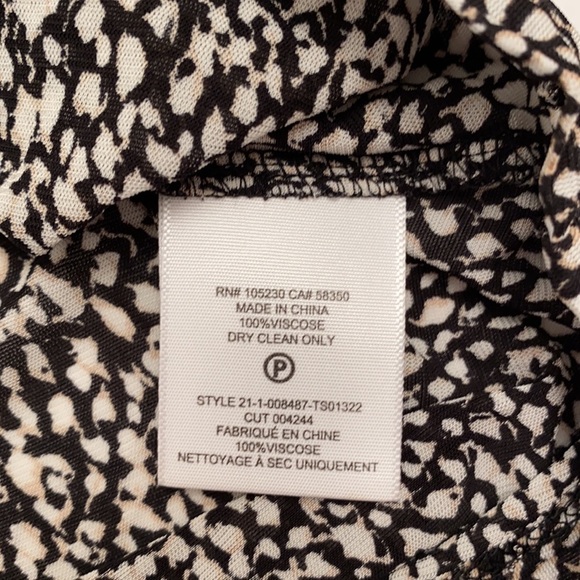 RN# 105230 CA# 58350
MADE IN CHINA
100%VISCOSE
DRY CLEAN ONLY
P
STYLE 21-1-008487-TS01322
CUT 004244
FABRIQUÉ EN CHINE
100%VISCOSE
NETTOYAGE À SEC UNIQUEMENT